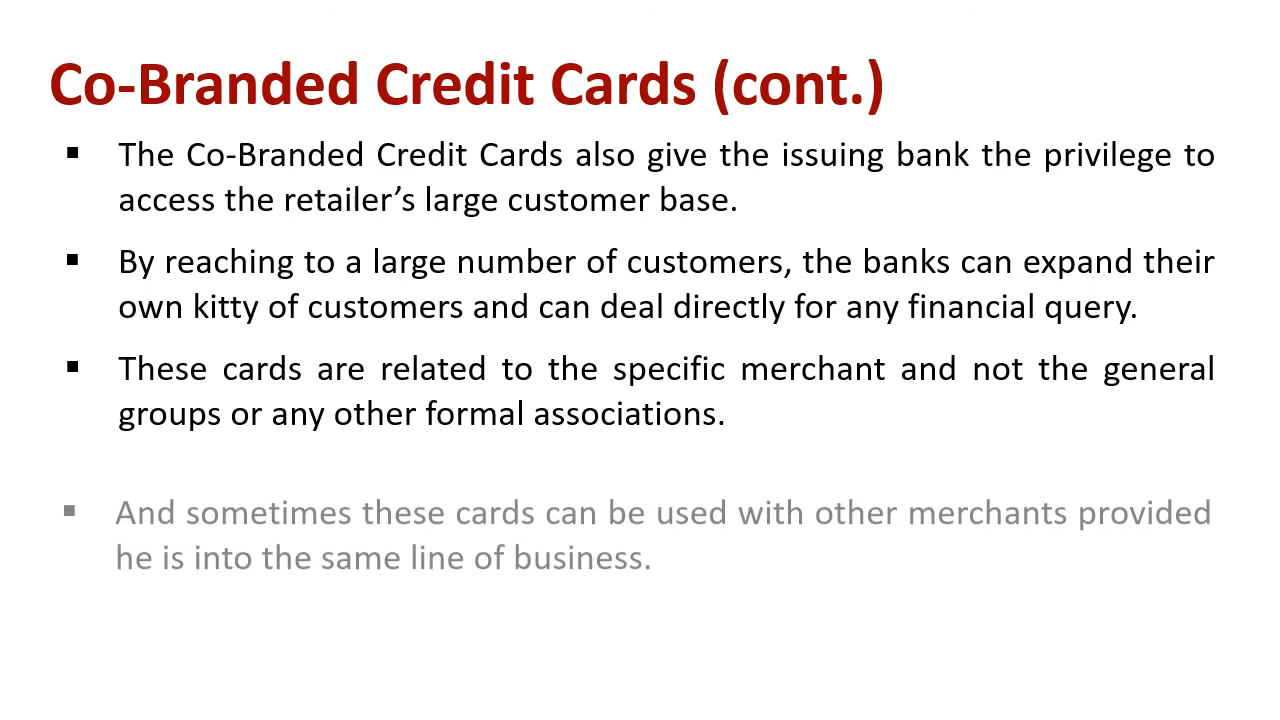 Co-Branded Credit Cards (cont.)
▪ The Co-Branded Credit Cards also give the issuing bank the privilege to
access the retailer’s large customer base.
▪ By reaching to a large number of customers, the banks can expand their
own kitty of customers and can deal directly for any financial query.
▪ These cards are related to the specific merchant and not the general
groups or any other formal associations.
▪ And sometimes these cards can be used with other merchants provided
he is into the same line of business.